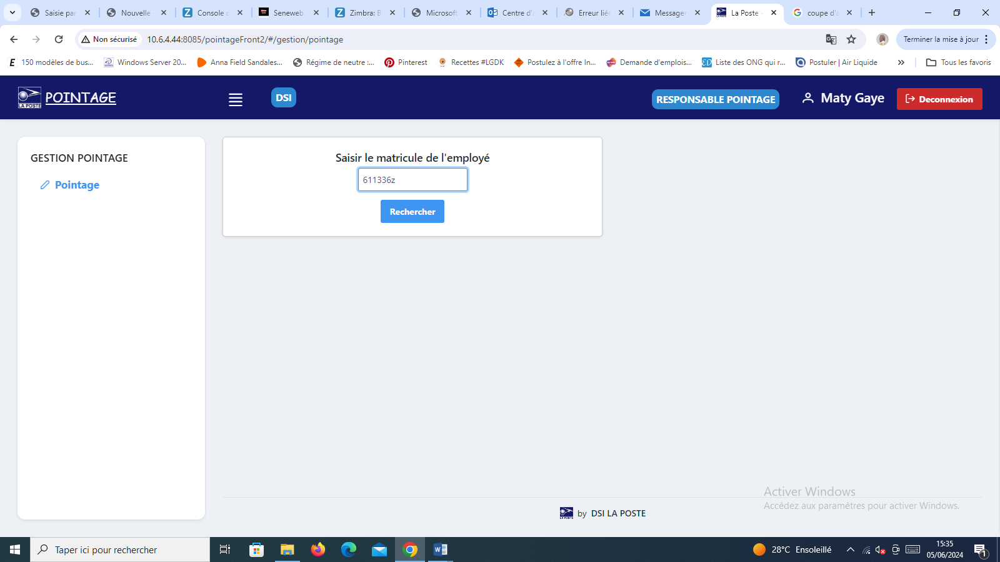 Saisie par
Nouvelle
Console d
Seneweb
Zimbra: B
Microsoft
Centre d'a
Erreur liée
Messager
La Poste -
coupe d'a
Non sécurisé
10.6.4.44:8085/pointageFront2/#/gestion/pointage
Terminer la mise à jour
150 modèles de bus...
Windows Server 20...
Anna Field Sandales...
Régime de neutre :...
Pinterest
Recettes #LGDK
Postulez à l'offre In...
Demande d'emplois...
Liste des ONG qui r...
Postuler | Air Liquide
Tous les favoris
LA POSTE
POINTAGE
DSI
RESPONSABLE POINTAGE
Maty Gaye
Deconnexion
GESTION POINTAGE
Pointage
Saisir le matricule de l'employé
611336z
Rechercher
Activer Windows
Accédez aux paramètres pour activer Windows.
by DSI LA POSTE
Taper ici pour rechercher
28°C Ensoleillé
15:35
05/06/2024
1